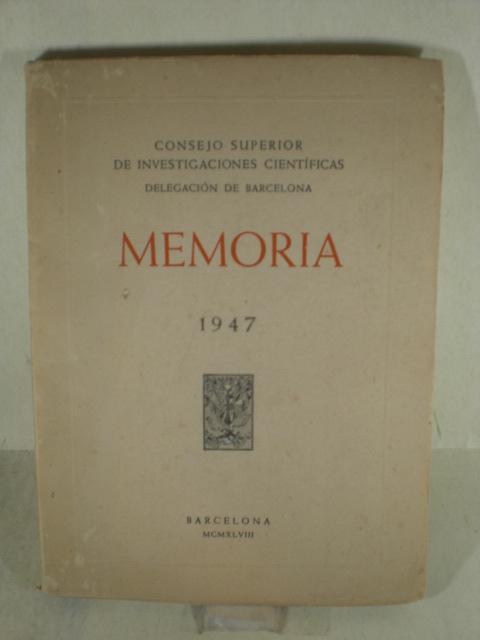 CONSEJO SUPERIOR
DE INVESTIGACIONES CIENTÍFICAS
DELEGACIÓN DE BARCELONA
MEMORIA
1947
BARCELONA
MCMXLVIII